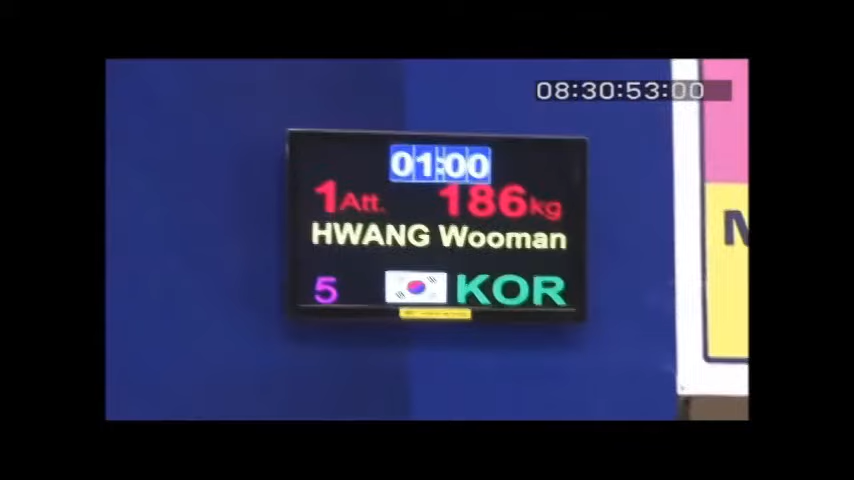 08:30:53:00
01:00
1Att. 186kg
HWANG Wooman
5 KOR
M